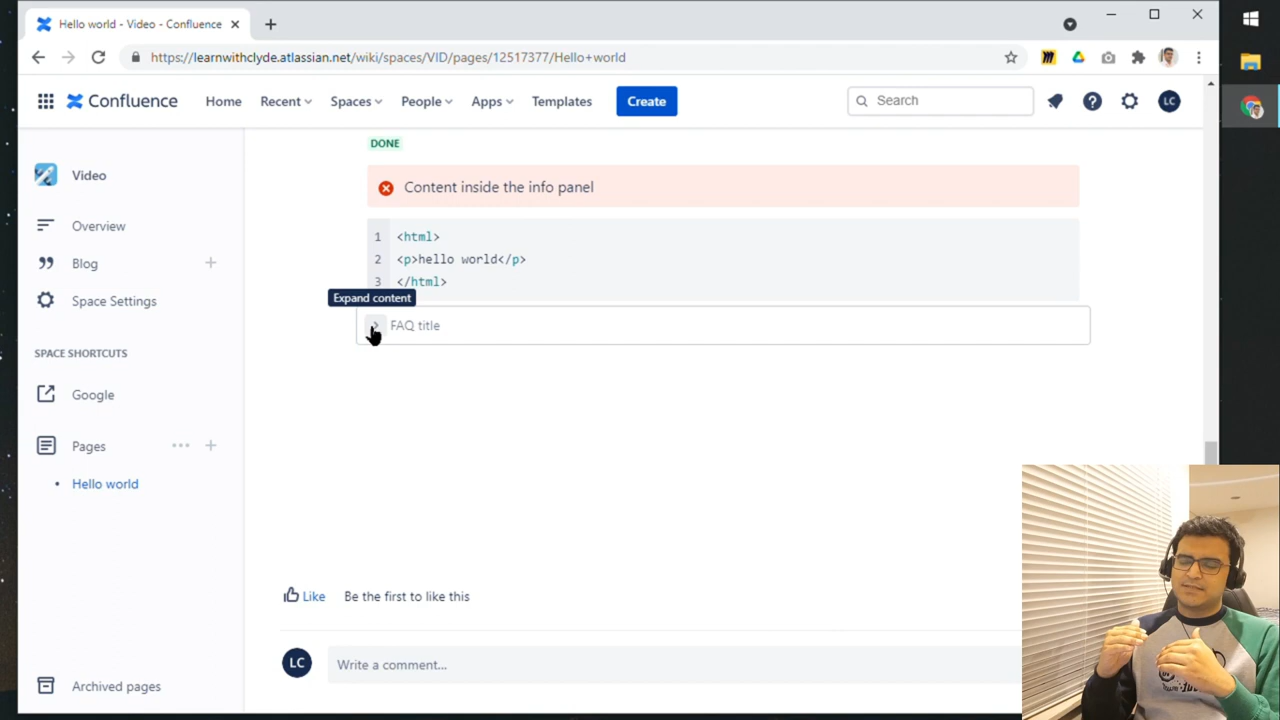 Hello world - Video - Confluence
https://learnwithclyde.atlassian.net/wiki/spaces/VID/pages/12517377/Hello+world
Confluence Home Recent Spaces People Apps Templates Create Search LC
Video
Overview
Blog
Space Settings
SPACE SHORTCUTS
Google
Pages
Hello world
Archived pages
DONE
Content inside the info panel
1 <html>
2 <p>hello world</p>
3 </html>
Expand content
FAQ title
Like Be the first to like this
LC Write a comment...